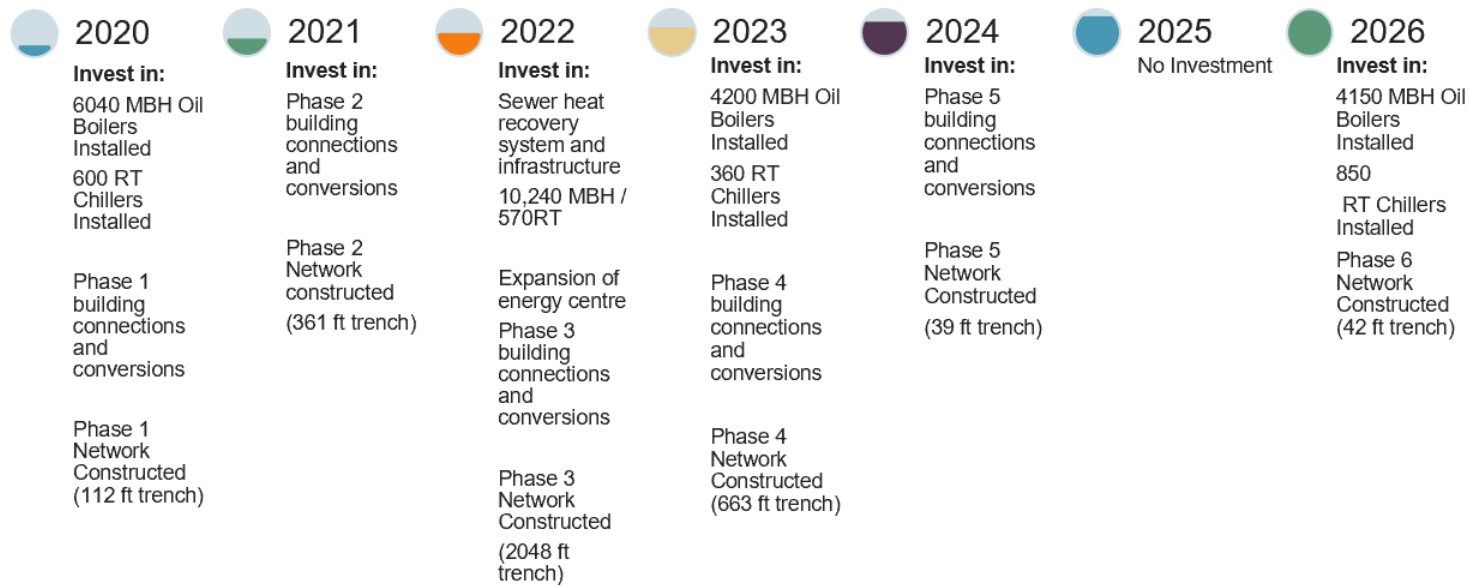 2020
Invest in:
6040 MBH Oil
Boilers
Installed
600 RT
Chillers
Installed
Phase 1
building
connections
and
conversions
Phase 1
Network
Constructed
(112 ft trench)
2021
Invest in:
Phase 2
building
connections
and
conversions
Phase 2
Network
constructed
(361 ft trench)
2022
Invest in:
Sewer heat
recovery
system and
infrastructure
10,240 MBH /
570RT
Expansion of
energy centre
Phase 3
building
connections
and
conversions
Phase 3
Network
Constructed
(2048 ft
trench)
2023
Invest in:
4200 MBH Oil
Boilers
Installed
360 RT
Chillers
Installed
Phase 4
building
connections
and
conversions
Phase 4
Network
Constructed
(663 ft trench)
2024
Invest in:
Phase 5
building
connections
and
conversions
Phase 5
Network
Constructed
(39 ft trench)
2025
No Investment
2026
Invest in:
4150 MBH Oil
Boilers
Installed
850
RT Chillers
Installed
Phase 6
Network
Constructed
(42 ft trench)